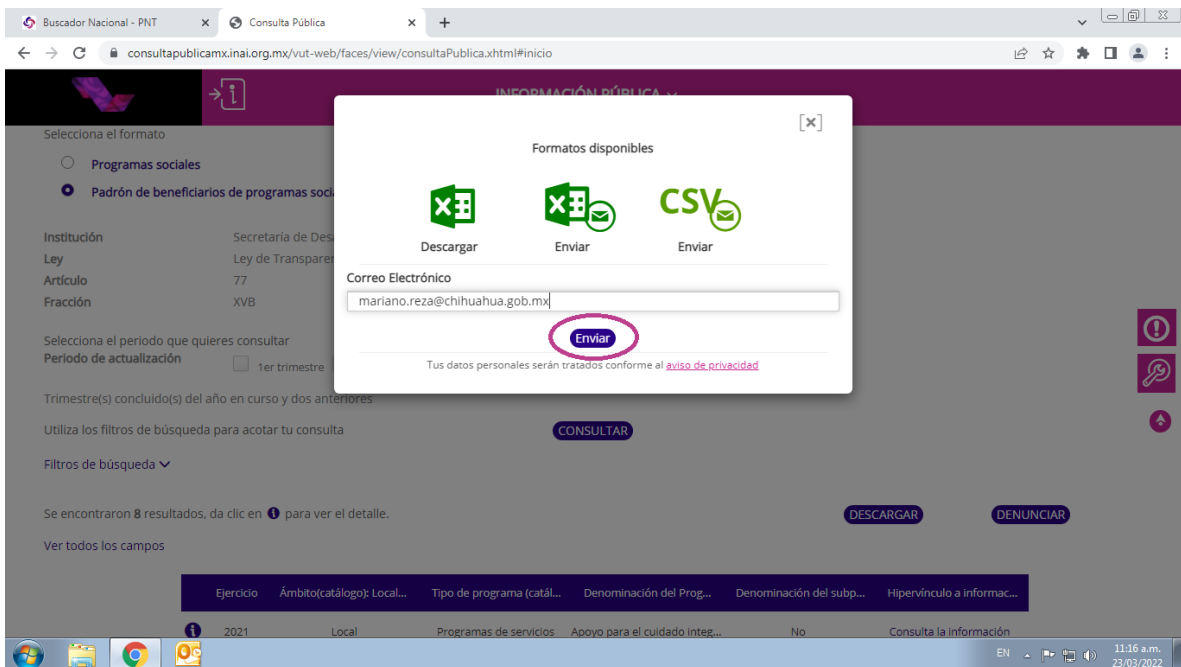 Buscador Nacional - PNT
Consulta Pública
consultapublicamx.inai.org.mx/vut-web/faces/view/consultaPublica.xhtml#inicio
INFORMACIÓN PÚBLICA
Selecciona el formato
Programas sociales
Padrón de beneficiarios de programas soci
Institución Secretaría de Des
Ley Ley de Transparen
Artículo 77
Fracción XVB
Selecciona el periodo que quieres consultar
Periodo de actualización
1er trimestre
Trimestre(s) concluido(s) del año en curso y dos anteriores
Utiliza los filtros de búsqueda para acotar tu consulta
CONSULTAR
Filtros de búsqueda
Se encontraron 8 resultados, da clic en i para ver el detalle.
DESCARGAR
DENUNCIAR
Ver todos los campos
Ejercicio Ámbito(catálogo): Local... Tipo de programa (catál... Denominación del Prog... Denominación del subp... Hipervínculo a informac...
2021 Local Programas de servicios Apoyo para el cuidado integ... No Consulta la información
[×]
Formatos disponibles
CSV
Descargar Enviar Enviar
Correo Electrónico
mariano.reza@chihuahua.gob.mx
Enviar
Tus datos personales serán tratados conforme al aviso de privacidad
EN
11:16 a.m.
23/03/2022